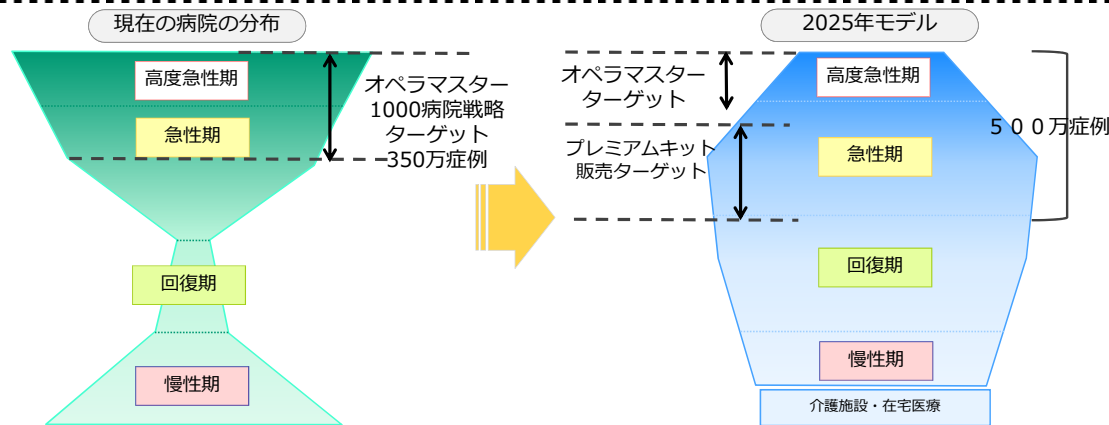 現在の病院の分布
高度急性期
急性期
回復期
慢性期
オペラマスター
1000病院戦略
ターゲット
350万症例
2025年モデル
オペラマスター
ターゲット
プレミアムキット
販売ターゲット
高度急性期
急性期
回復期
慢性期
介護施設・在宅医療
５００万症例